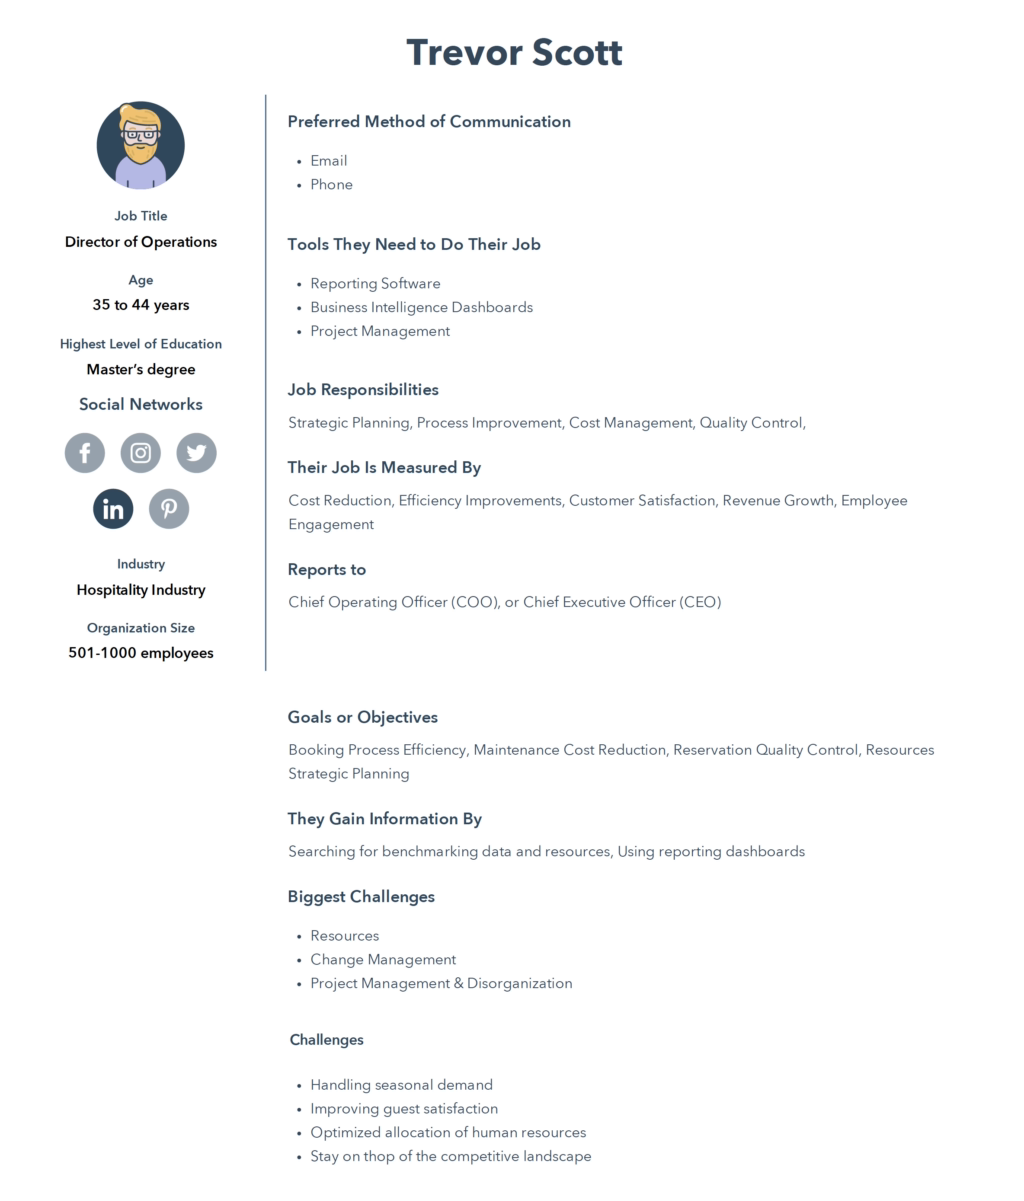 Trevor Scott
Job Title
Director of Operations
Age
35 to 44 years
Highest Level of Education
Master’s degree
Social Networks
f
in
Industry
Hospitality Industry
Organization Size
501-1000 employees
Preferred Method of Communication
• Email
• Phone
Tools They Need to Do Their Job
• Reporting Software
• Business Intelligence Dashboards
• Project Management
Job Responsibilities
Strategic Planning, Process Improvement, Cost Management, Quality Control,
Their Job Is Measured By
Cost Reduction, Efficiency Improvements, Customer Satisfaction, Revenue Growth, Employee
Engagement
Reports to
Chief Operating Officer (COO), or Chief Executive Officer (CEO)
Goals or Objectives
Booking Process Efficiency, Maintenance Cost Reduction, Reservation Quality Control, Resources
Strategic Planning
They Gain Information By
Searching for benchmarking data and resources, Using reporting dashboards
Biggest Challenges
• Resources
• Change Management
• Project Management & Disorganization
Challenges
• Handling seasonal demand
• Improving guest satisfaction
• Optimized allocation of human resources
• Stay on thop of the competitive landscape